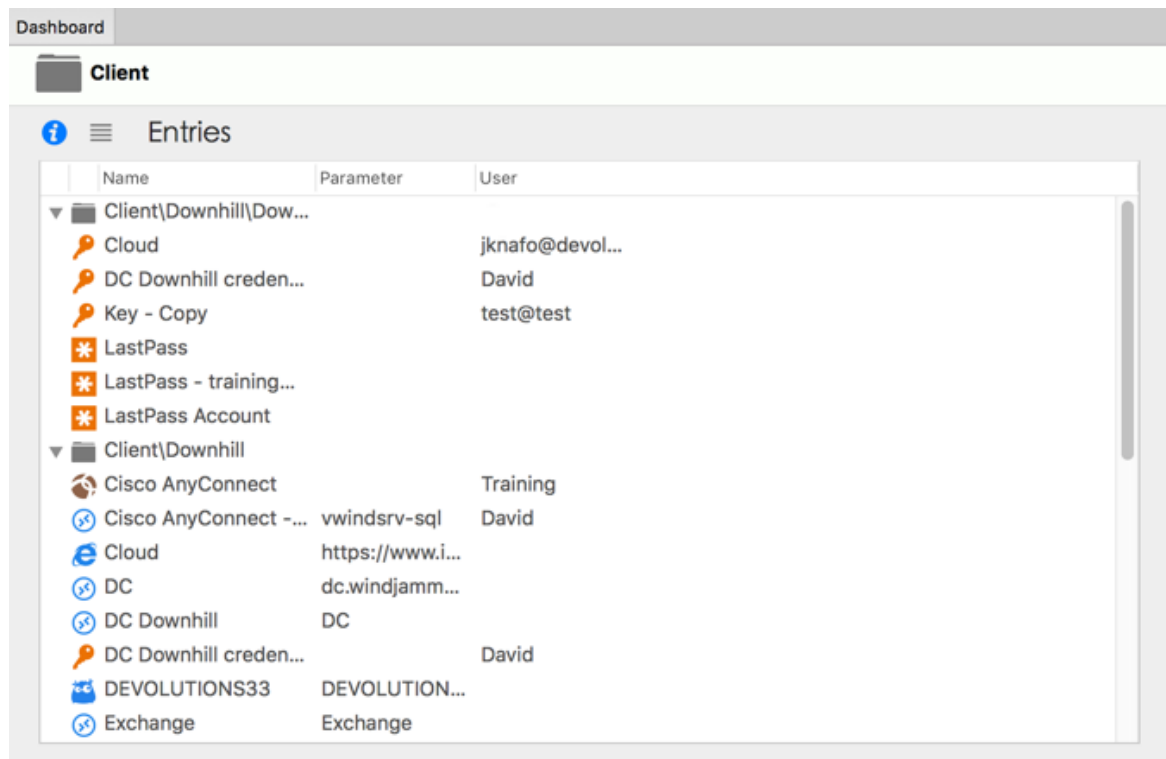 Dashboard
Client
Entries
Name Parameter User
Client\Downhill\Dow...
Cloud jknafo@devol...
DC Downhill creden... David
Key - Copy test@test
LastPass
LastPass - training...
LastPass Account
Client\Downhill
Cisco AnyConnect Training
Cisco AnyConnect -... vwindsrv-sql David
Cloud https://www.i...
DC dc.windjamm...
DC Downhill DC
DC Downhill creden... David
DEVOLUTIONS33 DEVOLUTION...
Exchange Exchange